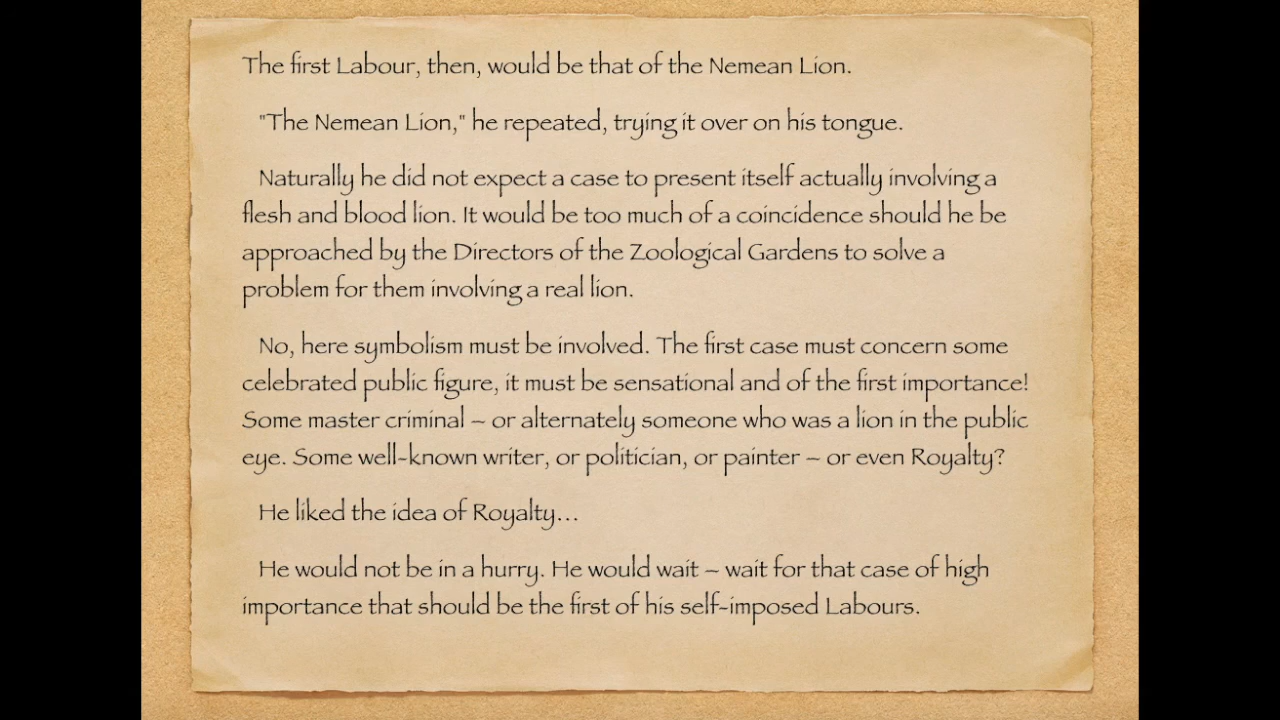 The first Labour, then, would be that of the Nemean Lion.
"The Nemean Lion," he repeated, trying it over on his tongue.
Naturally he did not expect a case to present itself actually involving a
flesh and blood lion. It would be too much of a coincidence should he be
approached by the Directors of the Zoological Gardens to solve a
problem for them involving a real lion.
No, here symbolism must be involved. The first case must concern some
celebrated public figure, it must be sensational and of the first importance!
Some master criminal – or alternately someone who was a lion in the public
eye. Some well-known writer, or politician, or painter – or even Royalty?
He liked the idea of Royalty...
He would not be in a hurry. He would wait – wait for that case of high
importance that should be the first of his self-imposed Labours.